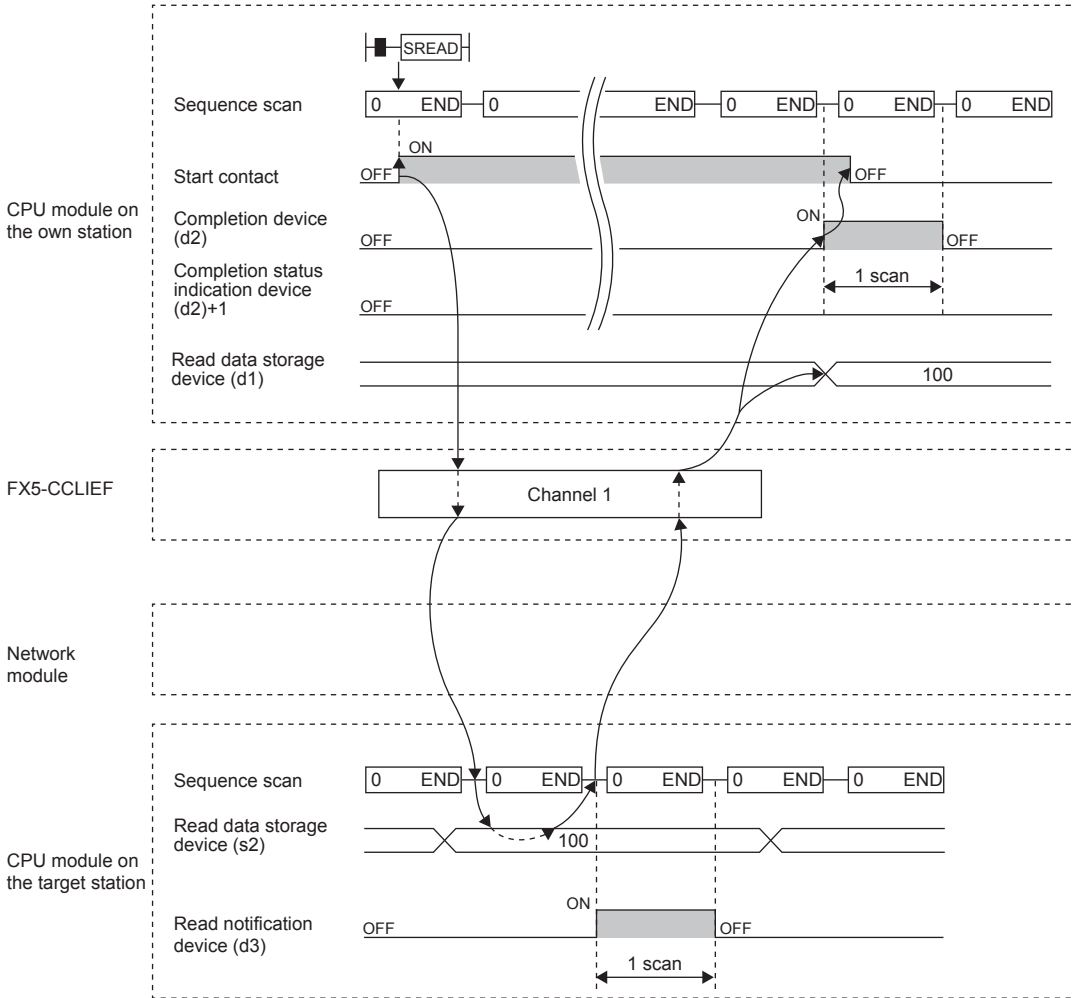 SREAD
Sequence scan
0 END 0 END 0 END 0 END 0 END
ON
Start contact
OFF
OFF
CPU module on
the own station
Completion device
(d2)
ON
OFF
OFF
Completion status
indication device
(d2)+1
1 scan
OFF
Read data storage
device (d1)
100
FX5-CCLIEF
Channel 1
Network
module
Sequence scan
0 END 0 END 0 END 0 END 0 END
Read data storage
device (s2)
100
CPU module on
the target station
ON
Read notification
device (d3)
OFF
OFF
1 scan